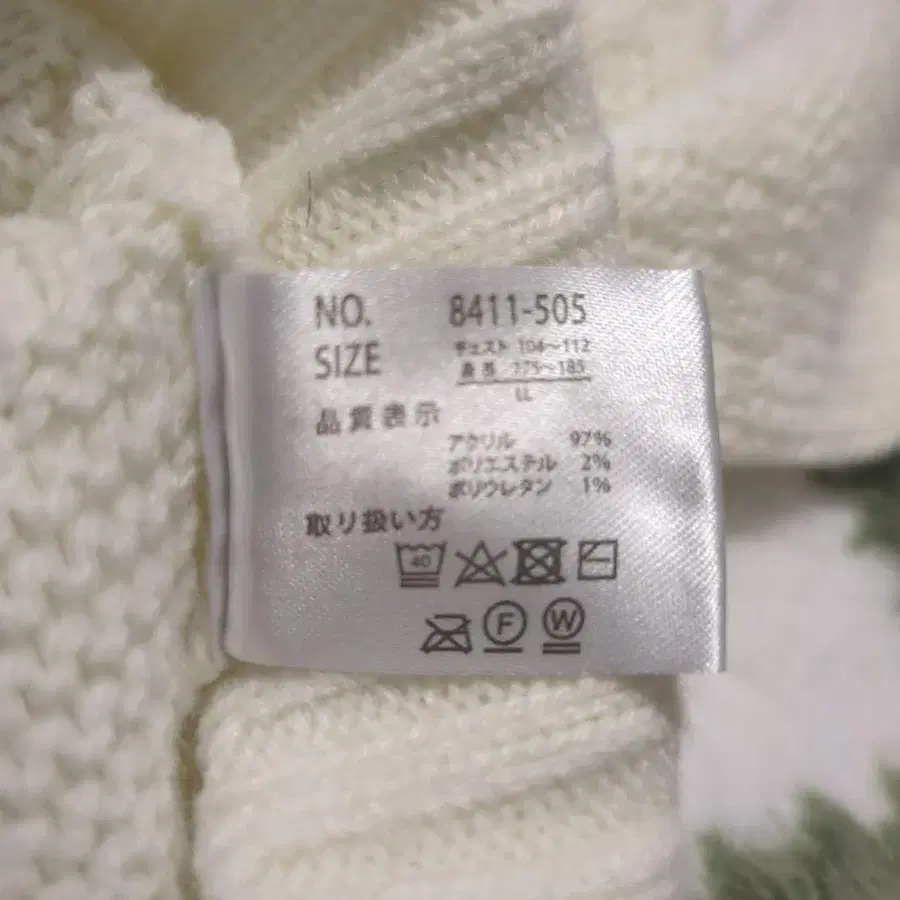 NO. 8411-505
SIZE チェスト 104〜112
身長 175〜185
LL
品質表示
アクリル 97%
ポリエステル 2%
ポリウレタン 1%
取り扱い方
40
F W